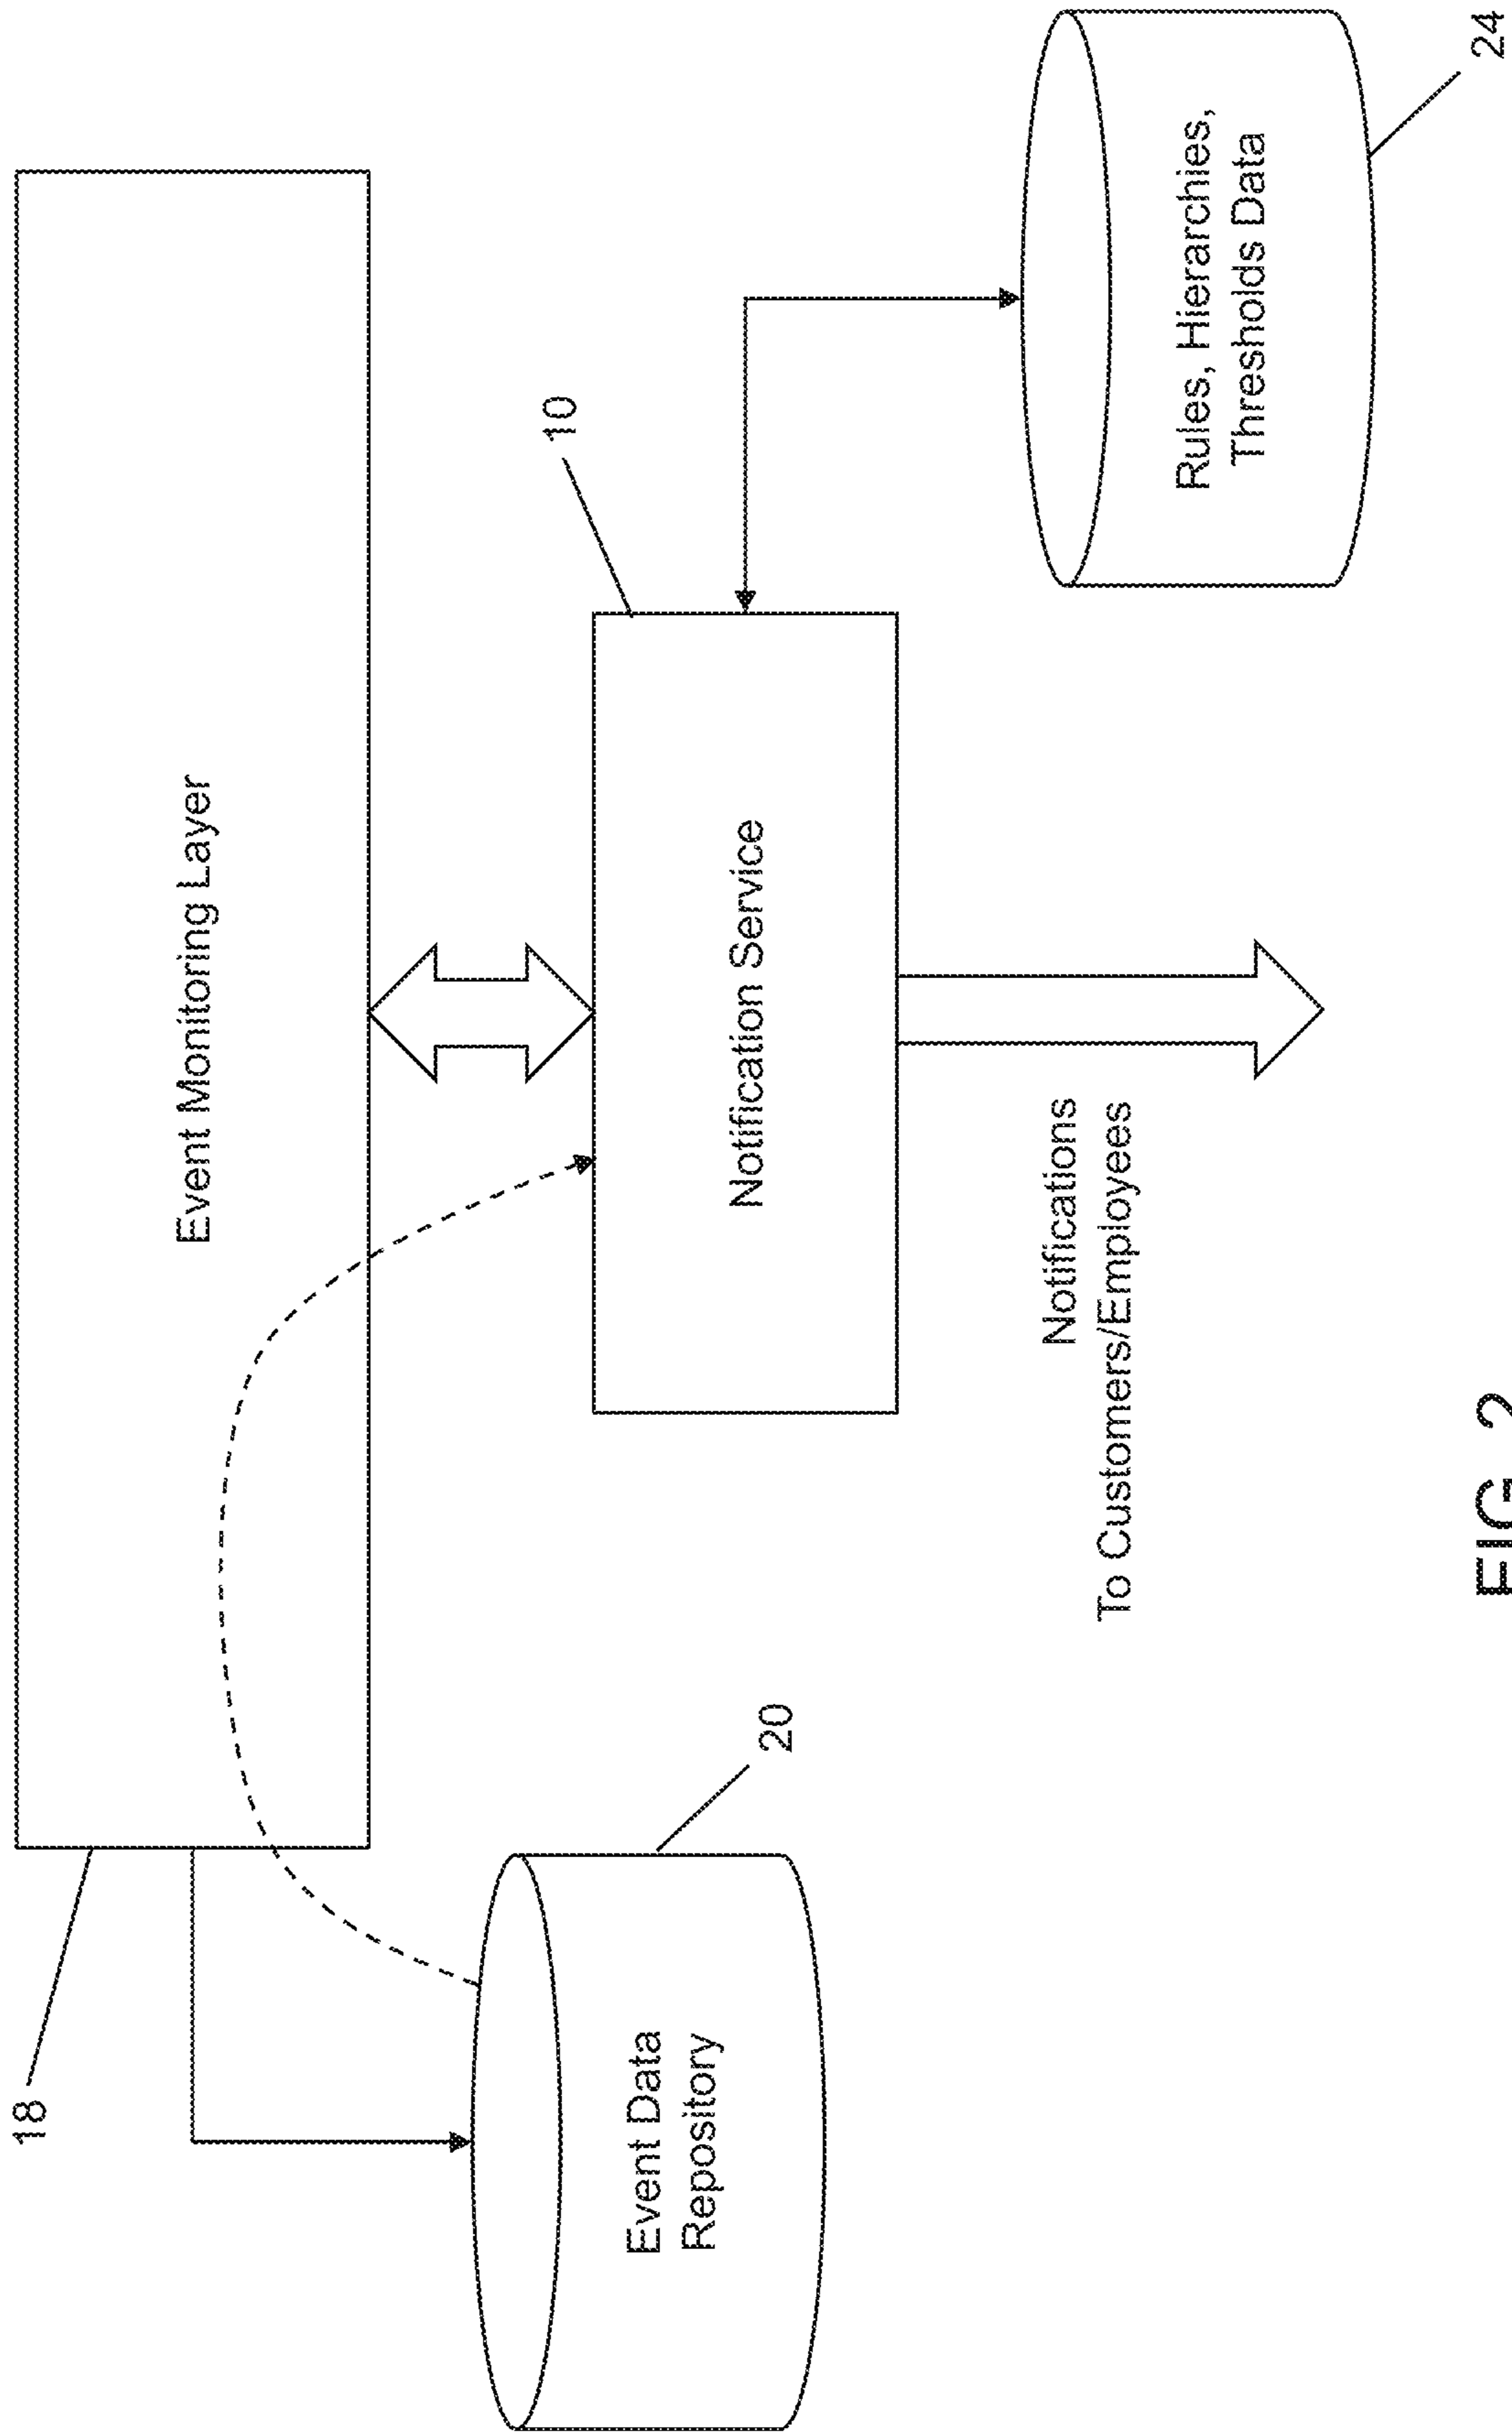 18
Event Monitoring Layer
10
Event Data
Repository
20
Notification Service
Notifications
To Customers/Employees
Rules, Hierarchies,
Thresholds Data
24
FIG. 2